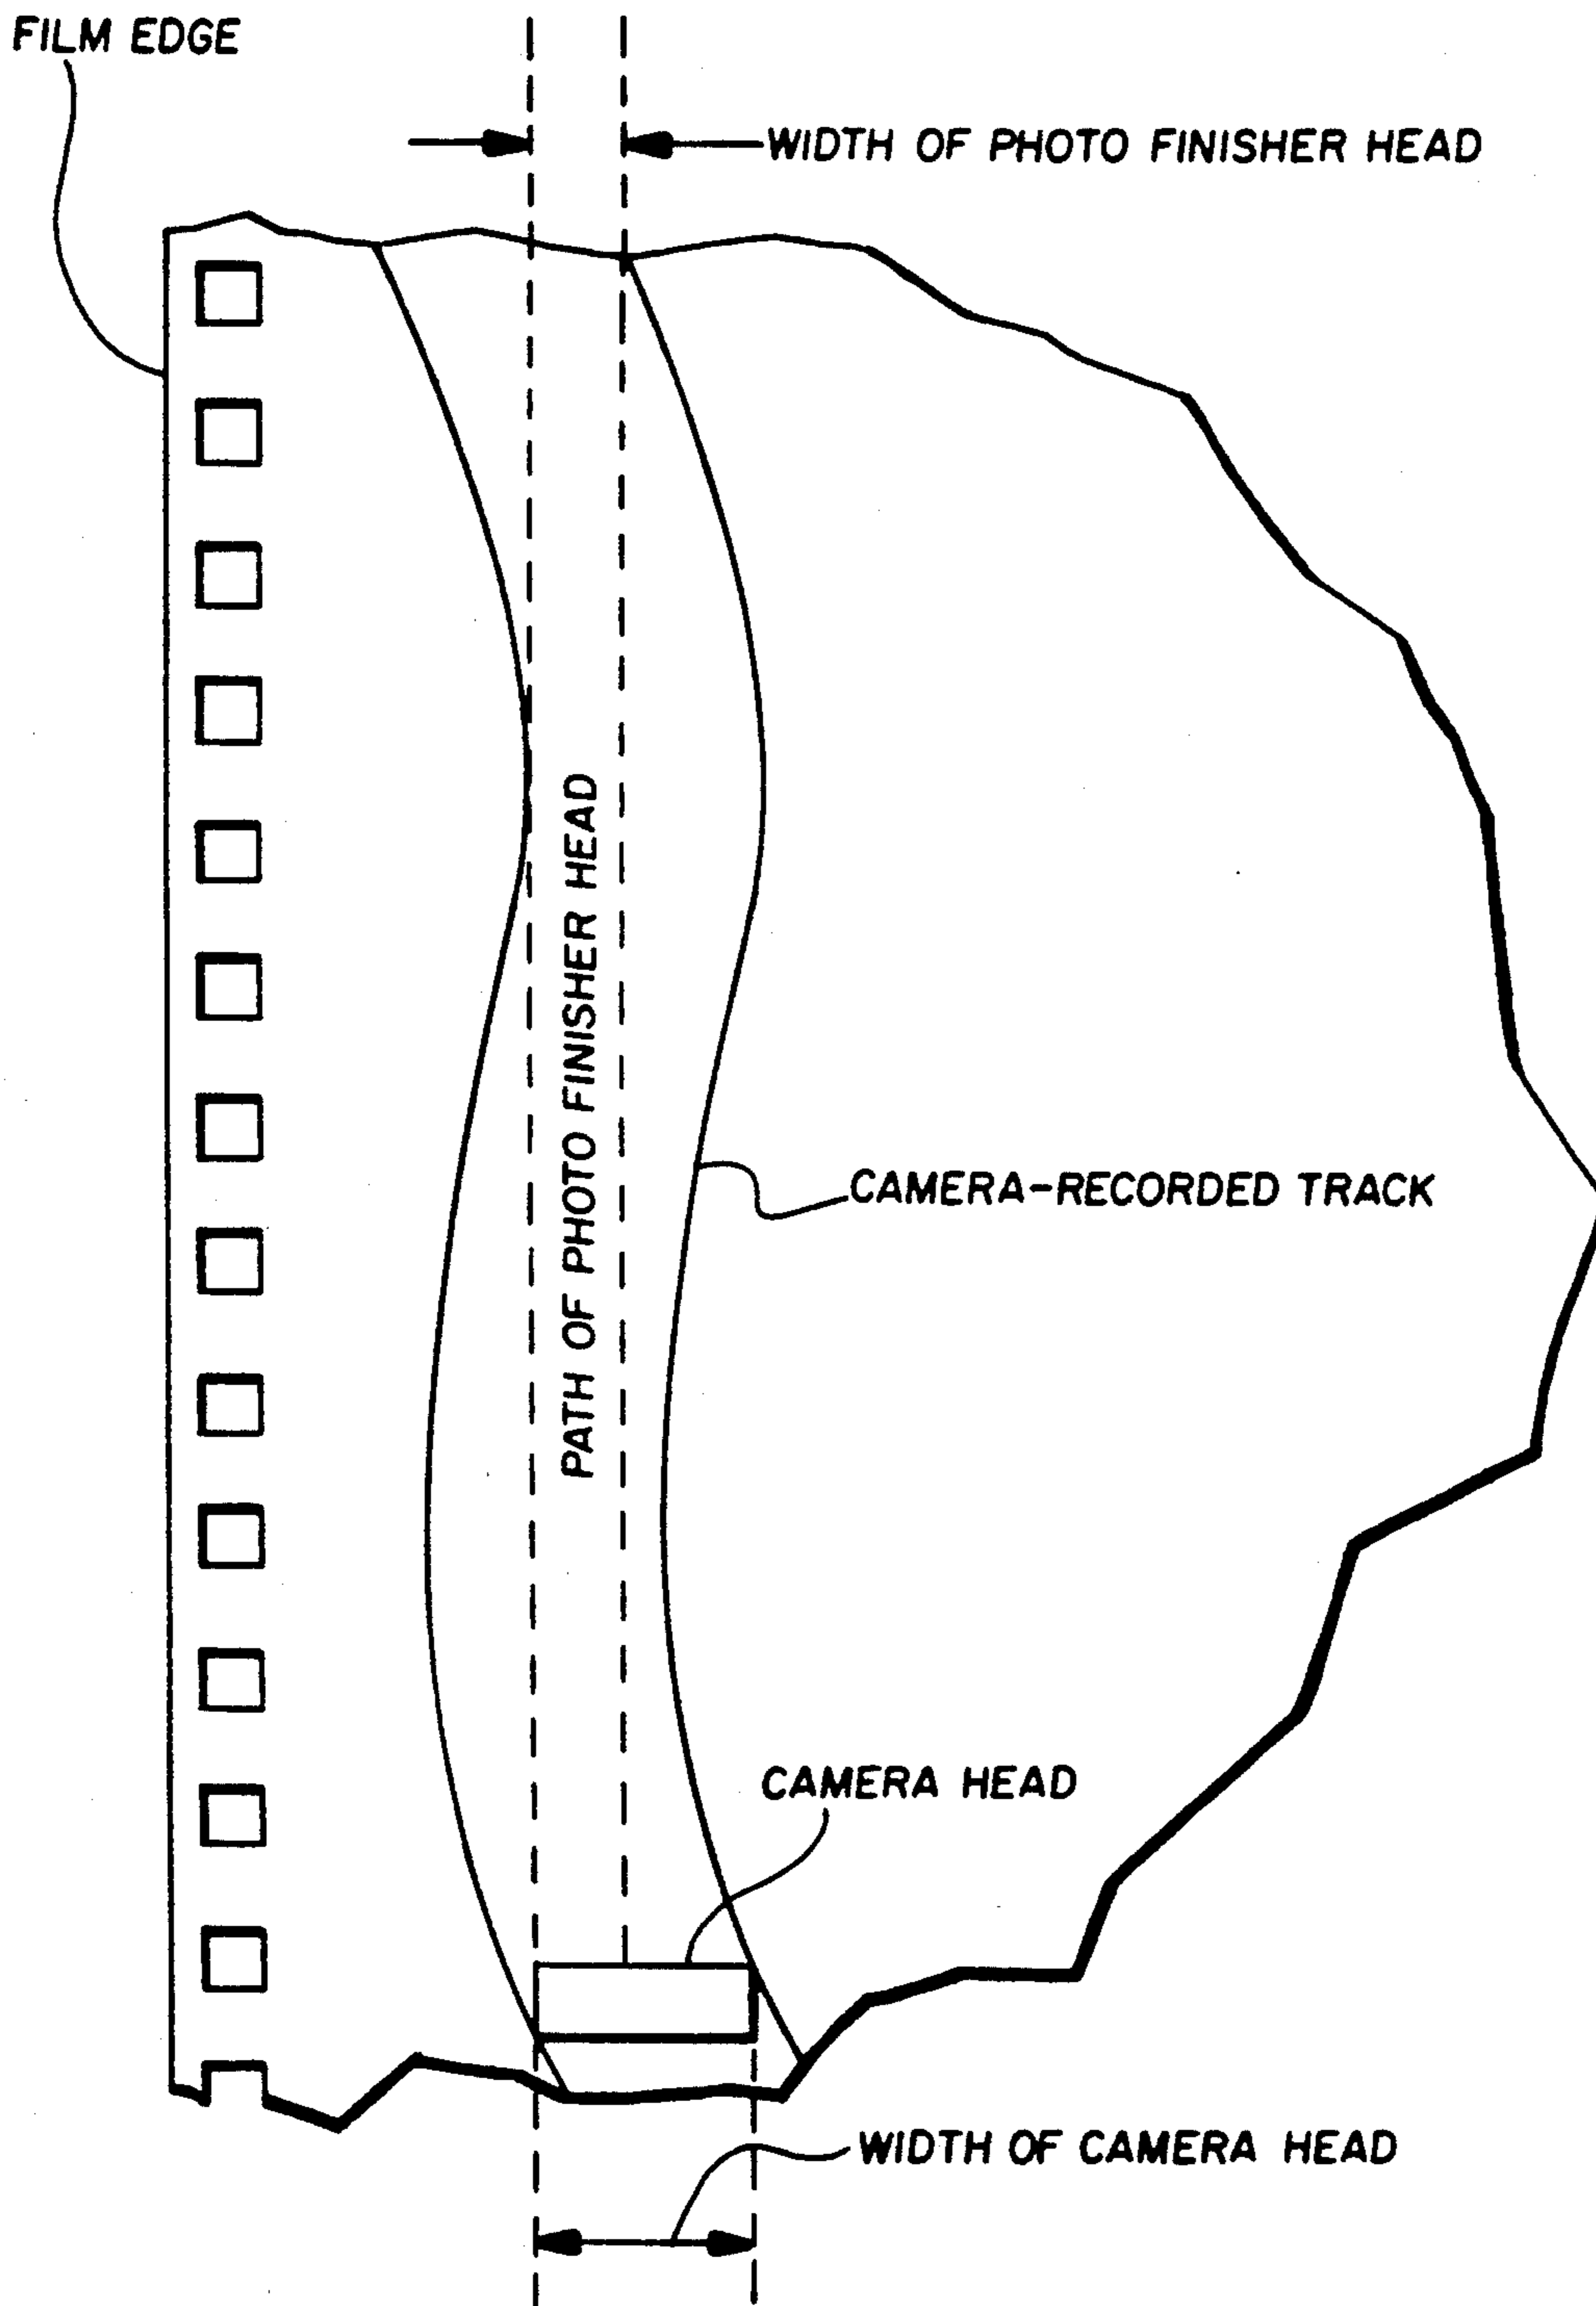 FILM EDGE
WIDTH OF PHOTO FINISHER HEAD
PATH OF PHOTO FINISHER HEAD
CAMERA-RECORDED TRACK
CAMERA HEAD
WIDTH OF CAMERA HEAD